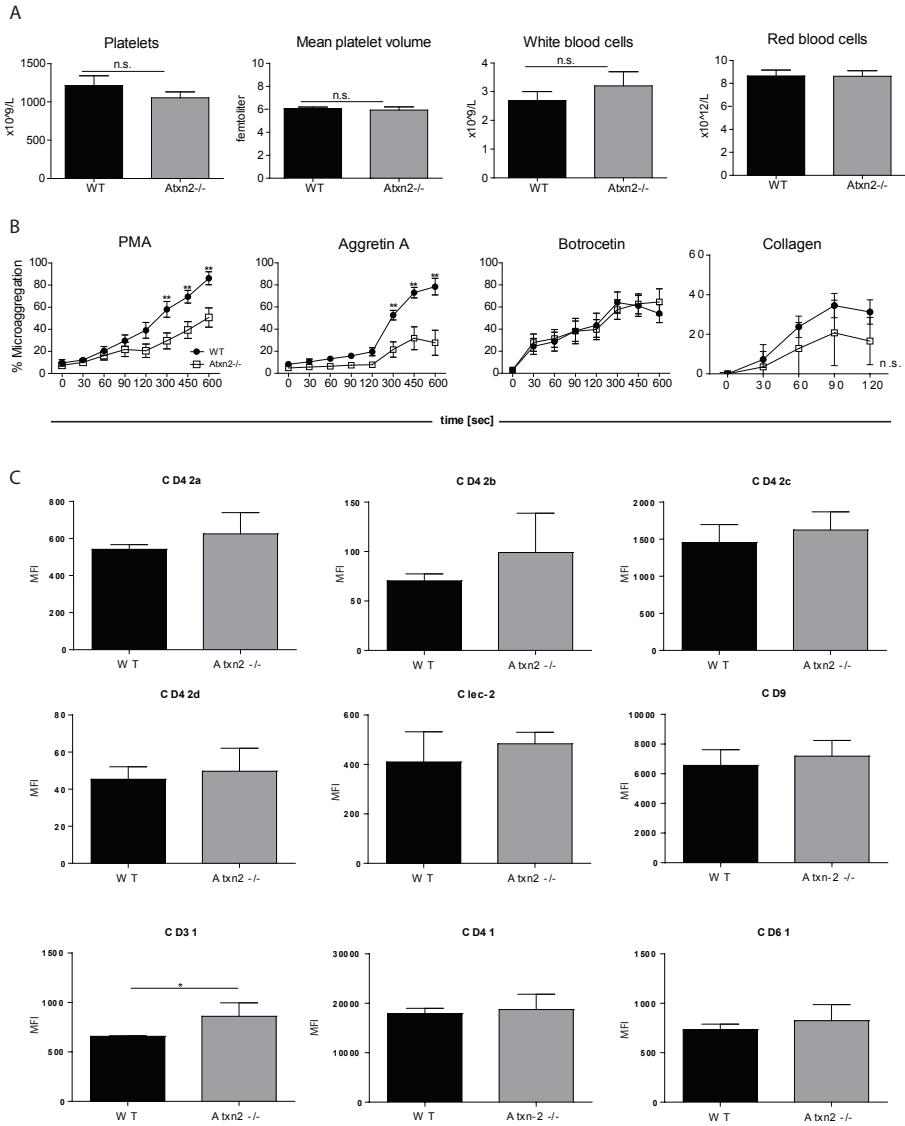 A
Platelets
Mean platelet volume
White blood cells
Red blood cells
1500
1000
500
0
x10^9/L
n.s.
WT
Atxn2-/-
10
8
6
4
2
0
femtoliter
n.s.
WT
Atxn2-/-
4
3
2
1
0
x10^9/L
n.s.
WT
Atxn2-/-
10
8
6
4
2
0
x10^12/L
WT
Atxn2-/-
B
PMA
Aggretin A
Botrocetin
Collagen
% Microaggregation
100
80
60
40
20
0
** ** **
WT
Atxn2-/-
0 30 60 90 120 300 450 600
100
80
60
40
20
0
** ** **
0 30 60 90 120 300 450 600
100
80
60
40
20
0
0 30 60 90 120 300 450 600
60
40
20
0
n.s.
0 30 60 90 120
time [sec]
C
CD42a
800
600
400
200
0
MFI
WT
Atxn2 -/-
CD42b
150
100
50
0
MFI
WT
Atxn2 -/-
CD42c
2000
1500
1000
500
0
MFI
WT
Atxn2 -/-
CD42d
80
60
40
20
0
MFI
WT
Atxn2 -/-
Clec-2
600
400
200
0
MFI
WT
Atxn2 -/-
CD9
10000
8000
6000
4000
2000
0
MFI
WT
Atxn-2 -/-
CD31
1500
1000
500
0
MFI
*
WT
Atxn2 -/-
CD41
30000
20000
10000
0
MFI
WT
Atxn-2 -/-
CD61
1500
1000
500
0
MFI
WT
Atxn2 -/-